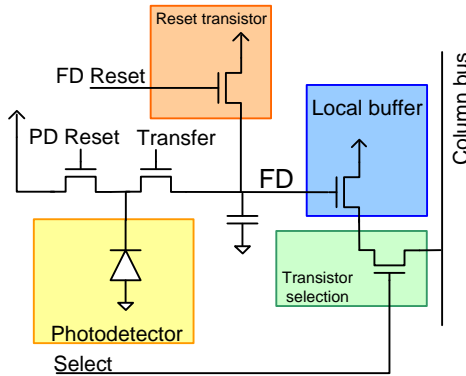 Reset transistor
FD Reset
Local buffer
Column bus
PD Reset
Transfer
FD
Transistor
selection
Photodetector
Select